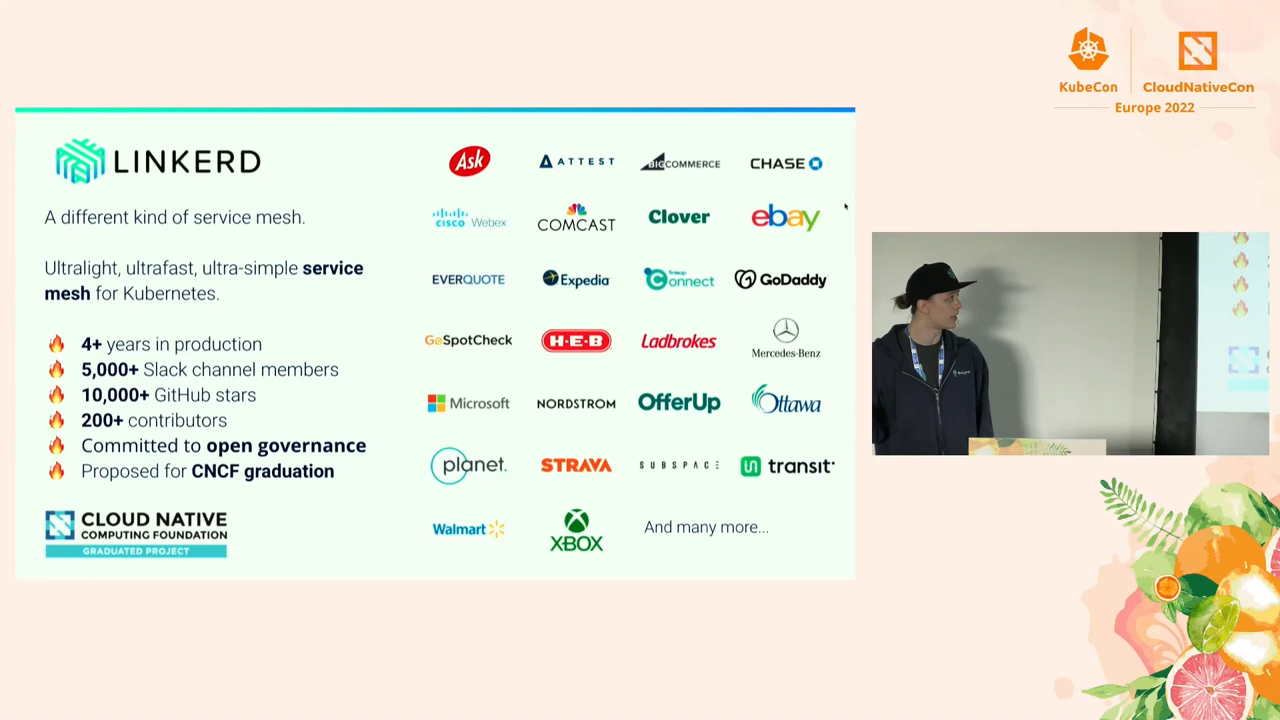 KubeCon
CloudNativeCon
Europe 2022
LINKERD
A different kind of service mesh.
Ultralight, ultrafast, ultra-simple service
mesh for Kubernetes.
4+ years in production
5,000+ Slack channel members
10,000+ GitHub stars
200+ contributors
Committed to open governance
Proposed for CNCF graduation
CLOUD NATIVE
COMPUTING FOUNDATION
GRADUATED PROJECT
Ask
ATTEST
BIGCOMMERCE
CHASE
cisco Webex
COMCAST
Clover
ebay
EVERQUOTE
Expedia
finleap
Connect
GoDaddy
GoSpotCheck
H-E-B
Ladbrokes
Mercedes-Benz
Microsoft
NORDSTROM
OfferUp
Ottawa
planet.
STRAVA
SUBSPACE
transit
Walmart
XBOX
And many more...